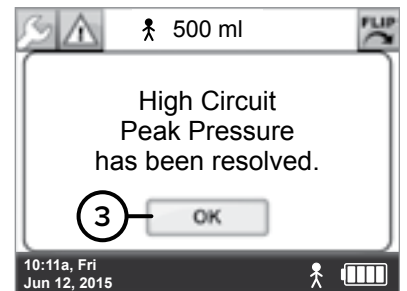 500 ml
FLIP
High Circuit
Peak Pressure
has been resolved.
3
OK
10:11a, Fri
Jun 12, 2015